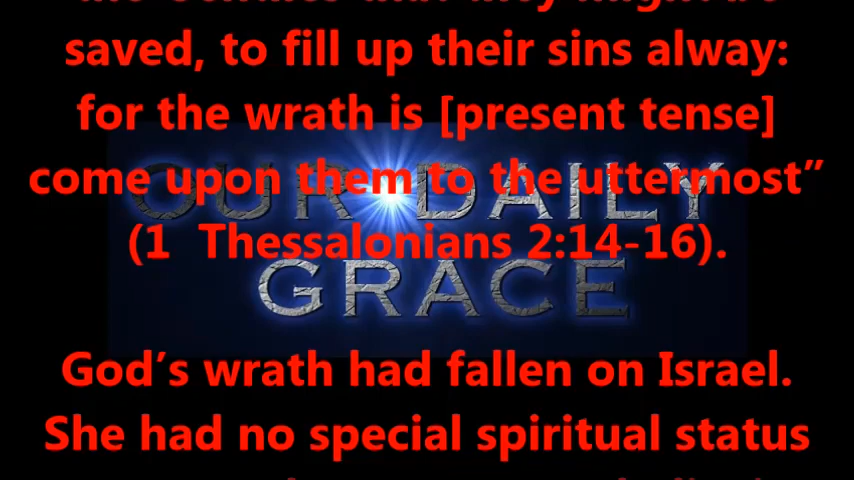 saved, to fill up their sins alway:
for the wrath is [present tense]
come upon them to the uttermost”
(1 Thessalonians 2:14-16).
God’s wrath had fallen on Israel.
She had no special spiritual status
OUR DAILY
GRACE